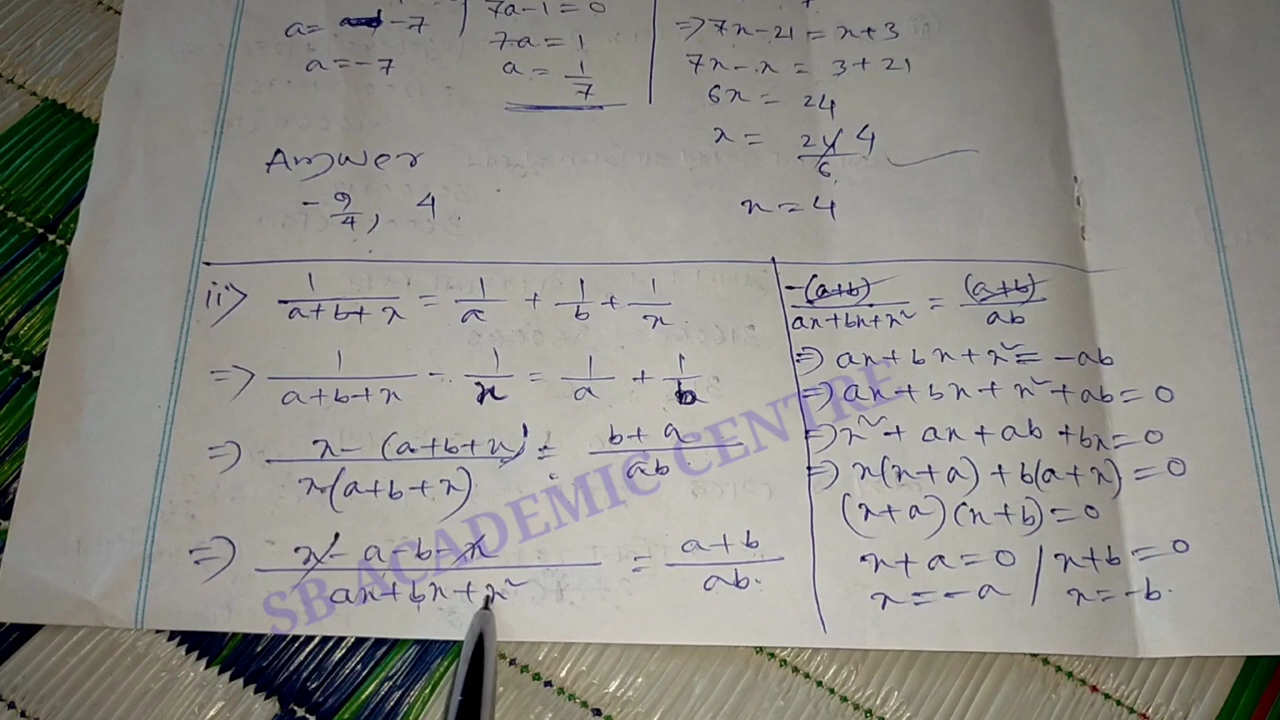 a = -7
a = -7
7a-1 = 0
7a = 1
a = 1/7
⇒ 7x-21 = x+3
7x-x = 3+21
6x = 24
x = 24/6 4
x = 4
Answer
-9/4, 4.
ii> 1/(a+b+x) = 1/a + 1/b + 1/x
⇒ 1/(a+b+x) - 1/x = 1/a + 1/b
⇒ x-(a+b+x)/x(a+b+x) = b+a/ab.
⇒ x-a-b-x/ax+bx+x² = a+b/ab.
-(a+b)/ax+bx+x² = (a+b)/ab
⇒ ax+bx+x² = -ab
⇒ ax+bx+x²+ab = 0
⇒ x²+ax+ab+bx = 0
⇒ x(x+a)+b(a+x) = 0
(x+a)(x+b) = 0
x+a = 0 / x+b = 0
x = -a / x = -b.
SB ACADEMIC CENTRE